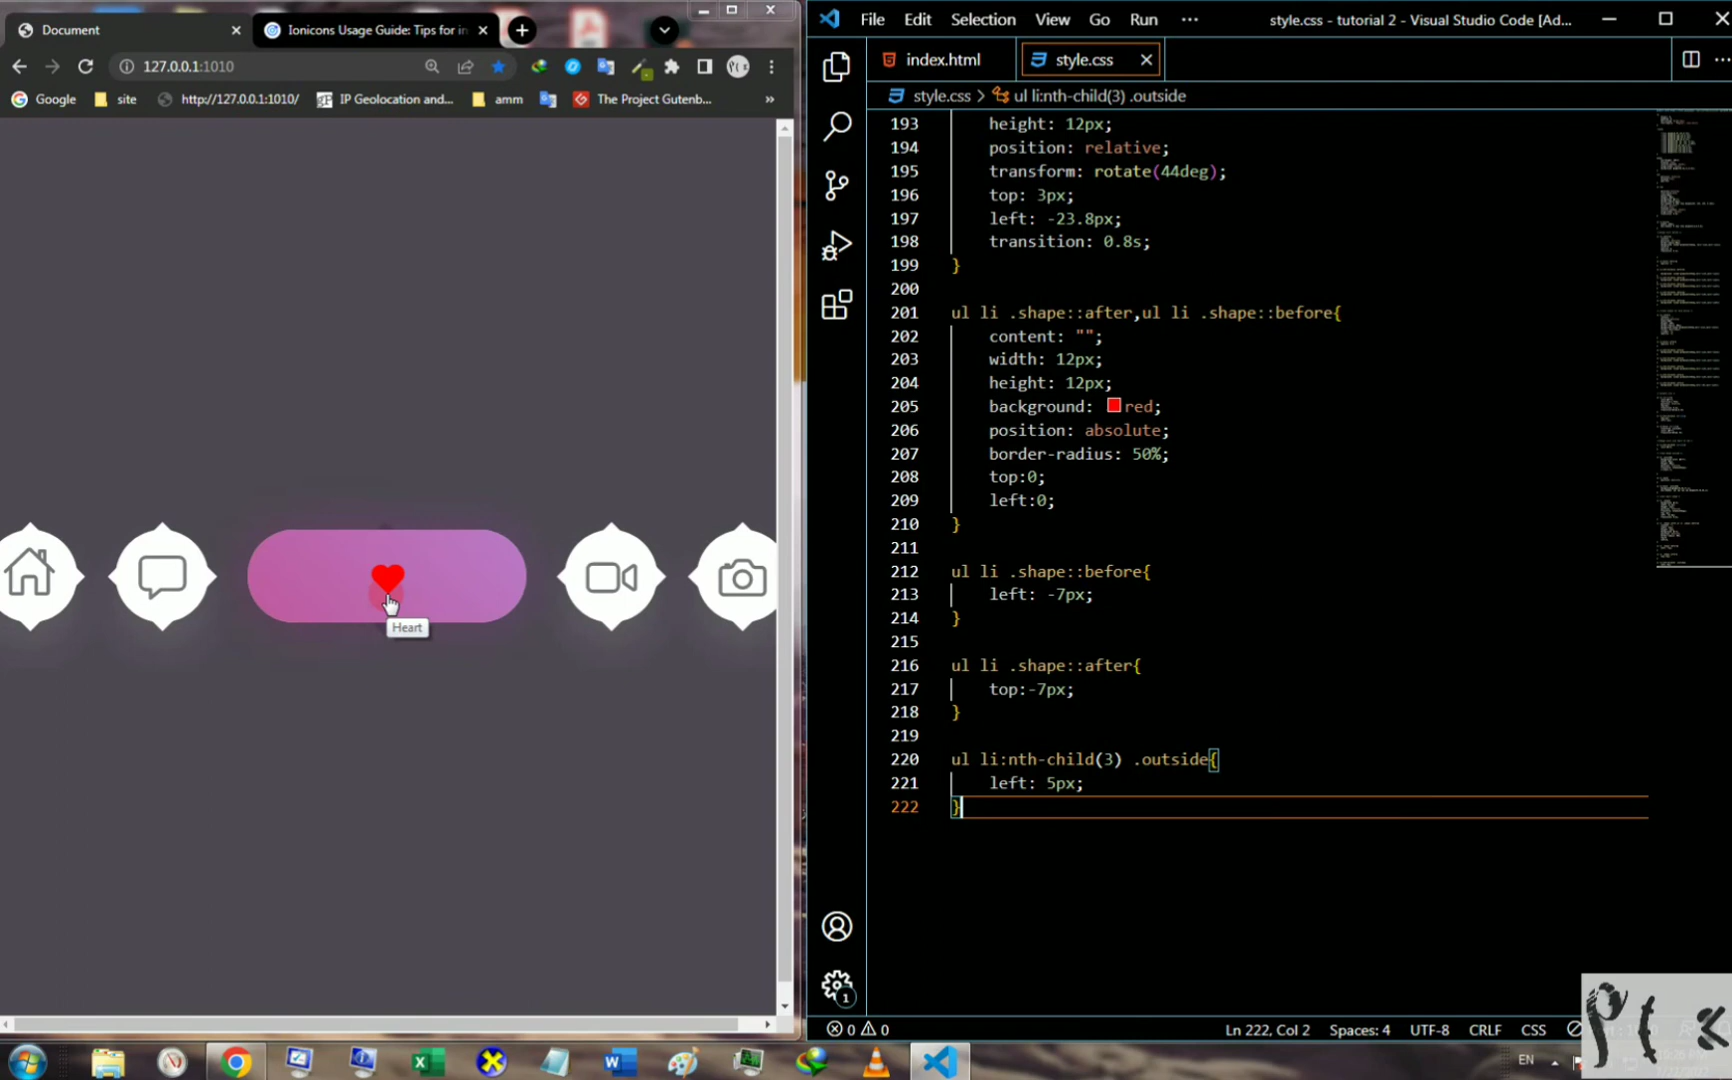 Document
Ionicons Usage Guide: Tips for in
127.0.0.1:1010
Google
site
http://127.0.0.1:1010/
IP Geolocation and...
amm
The Project Gutenb...
»
Heart
File Edit Selection View Go Run ···
style.css - tutorial 2 - Visual Studio Code [Ad...
index.html
style.css
style.css > ul li:nth-child(3) .outside
193 height: 12px;
194 position: relative;
195 transform: rotate(44deg);
196 top: 3px;
197 left: -23.8px;
198 transition: 0.8s;
199 }
200
201 ul li .shape::after,ul li .shape::before{
202 content: "";
203 width: 12px;
204 height: 12px;
205 background: red;
206 position: absolute;
207 border-radius: 50%;
208 top:0;
209 left:0;
210 }
211
212 ul li .shape::before{
213 left: -7px;
214 }
215
216 ul li .shape::after{
217 top:-7px;
218 }
219
220 ul li:nth-child(3) .outside{
221 left: 5px;
222 }
1
0 0
Ln 222, Col 2
Spaces: 4
UTF-8
CRLF
CSS
EN